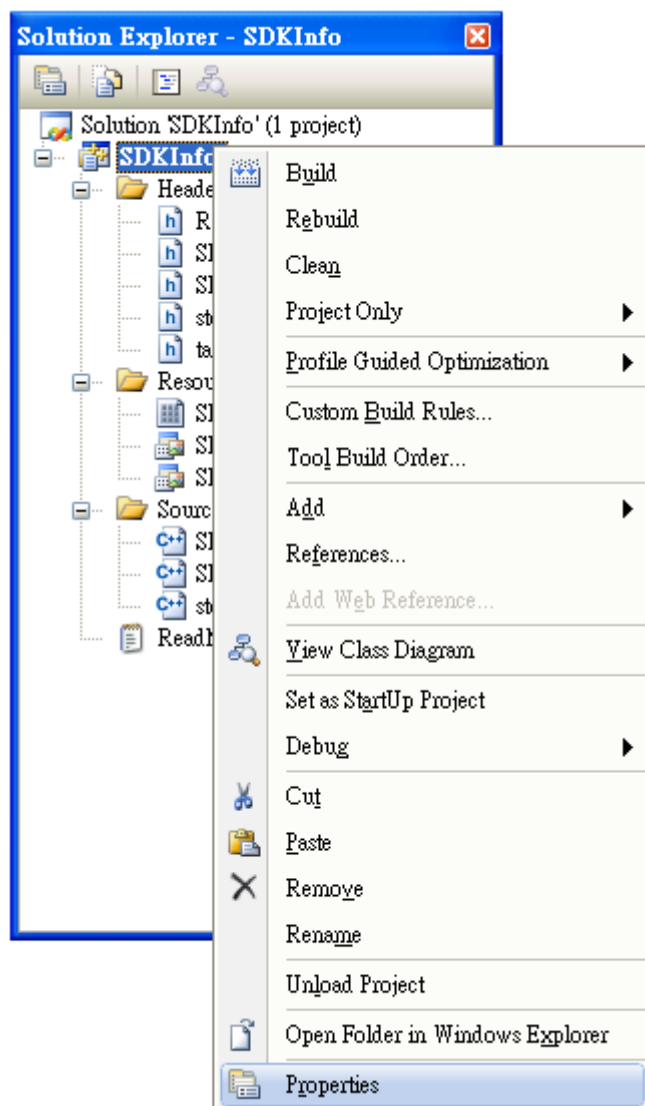 Solution Explorer - SDKInfo
Solution 'SDKInfo' (1 project)
SDKInfo
Build
Rebuild
Clean
Project Only
Profile Guided Optimization
Custom Build Rules...
Tool Build Order...
Add
References...
Add Web Reference...
View Class Diagram
Set as StartUp Project
Debug
Cut
Paste
Remove
Rename
Unload Project
Open Folder in Windows Explorer
Properties